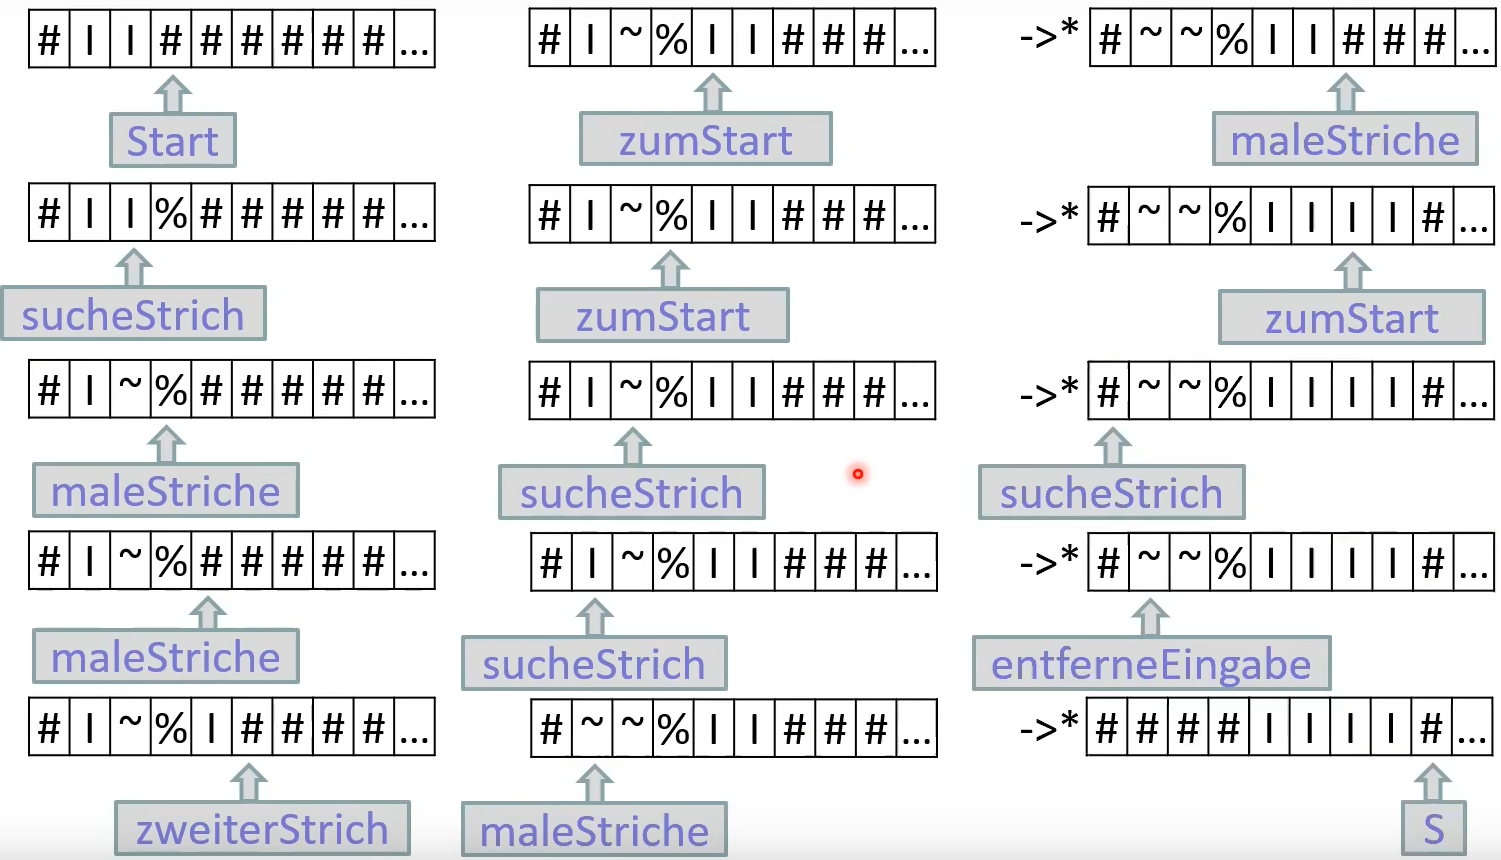 # I I # # # # # # ...
Start
# I I % # # # # # ...
sucheStrich
# I ~ % # # # # # ...
maleStriche
# I ~ % # # # # # ...
maleStriche
# I ~ % I # # # # ...
zweiterStrich
# I ~ % I I # # # ...
zumStart
# I ~ % I I # # # ...
zumStart
# I ~ % I I # # # ...
sucheStrich
# I ~ % I I # # # ...
sucheStrich
# ~ ~ % I I # # # ...
maleStriche
->* # ~ ~ % I I # # # ...
maleStriche
->* # ~ ~ % I I I I # ...
zumStart
->* # ~ ~ % I I I I # ...
sucheStrich
->* # ~ ~ % I I I I # ...
entferneEingabe
->* # # # # I I I I # ...
S